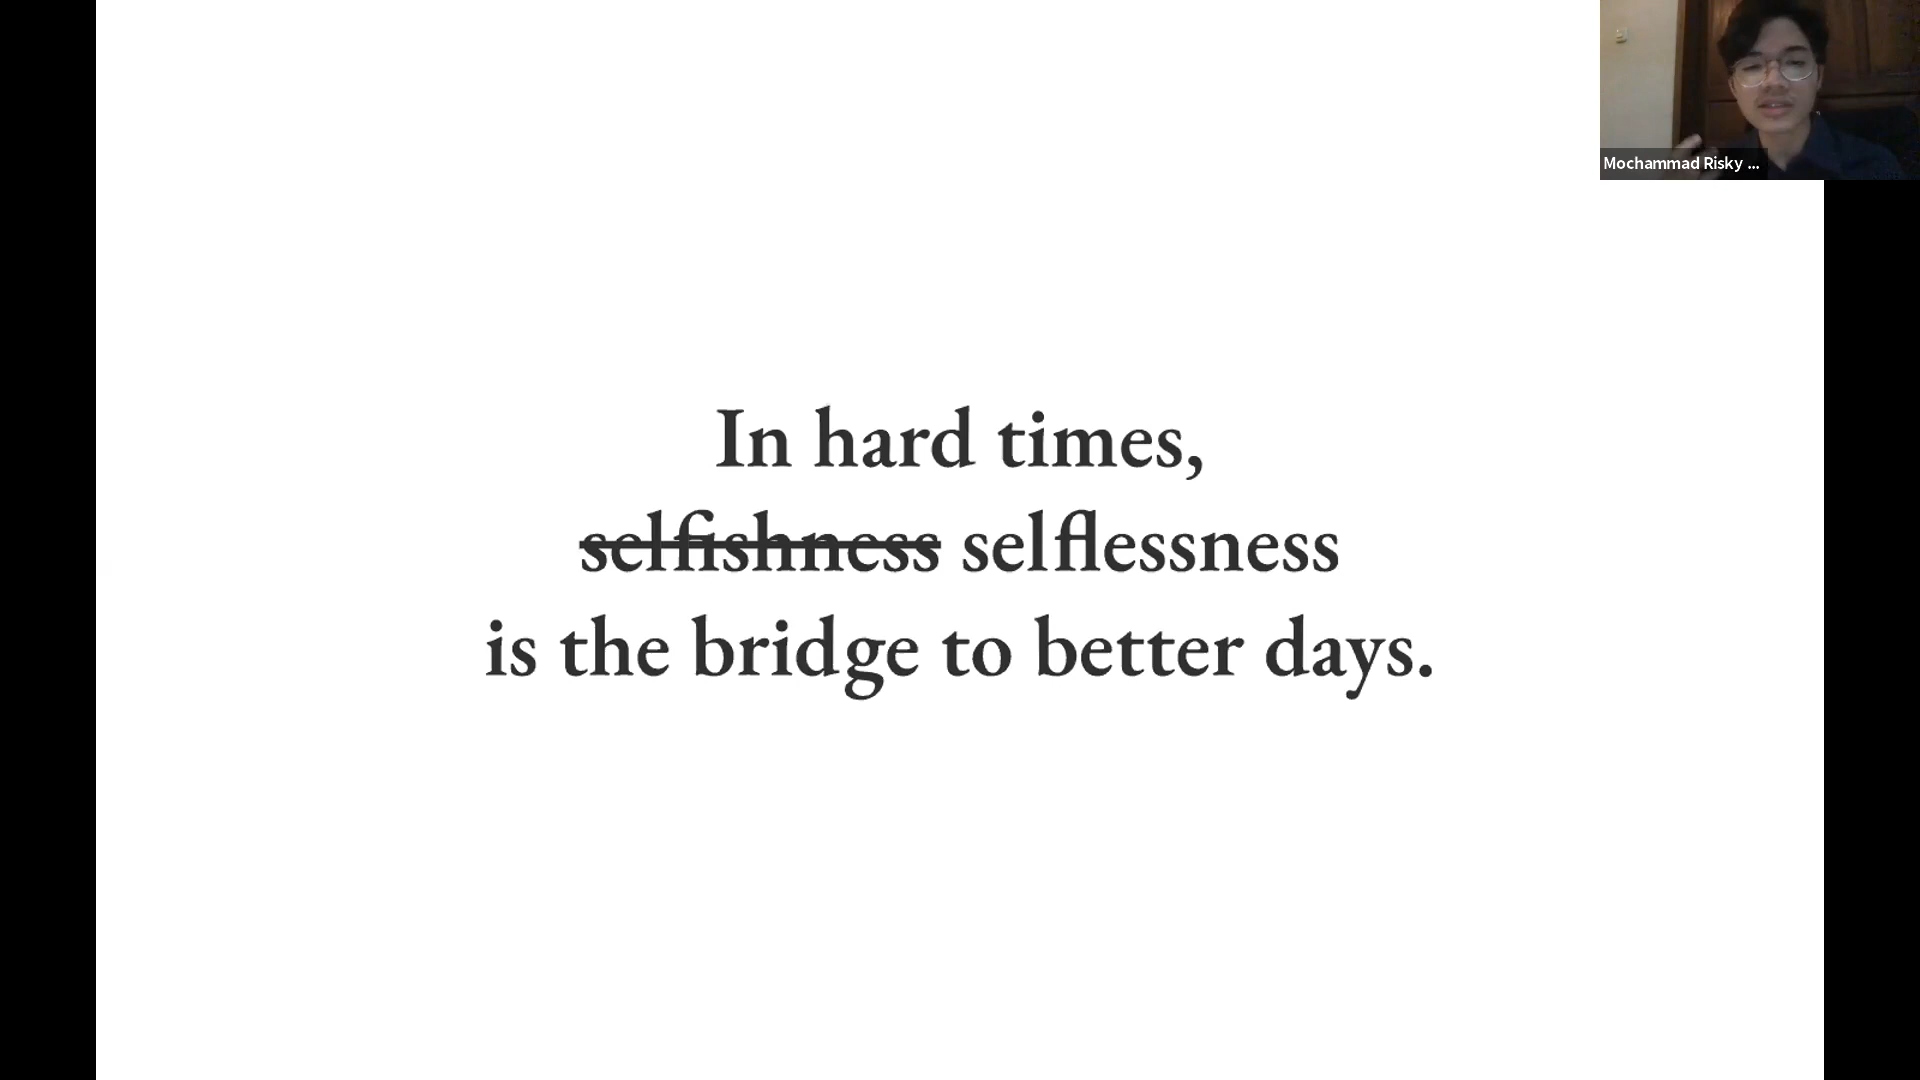 Mochammad Risky ...
In hard times,
selfishness selflessness
is the bridge to better days.